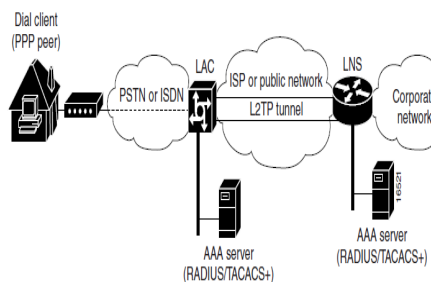 Dial client
(PPP peer)
LAC
LNS
PSTN or ISDN
ISP or public network
L2TP tunnel
Corporat
network
16521
AAA server
(RADIUS/TACACS+)
AAA server
(RADIUS/TACACS+)